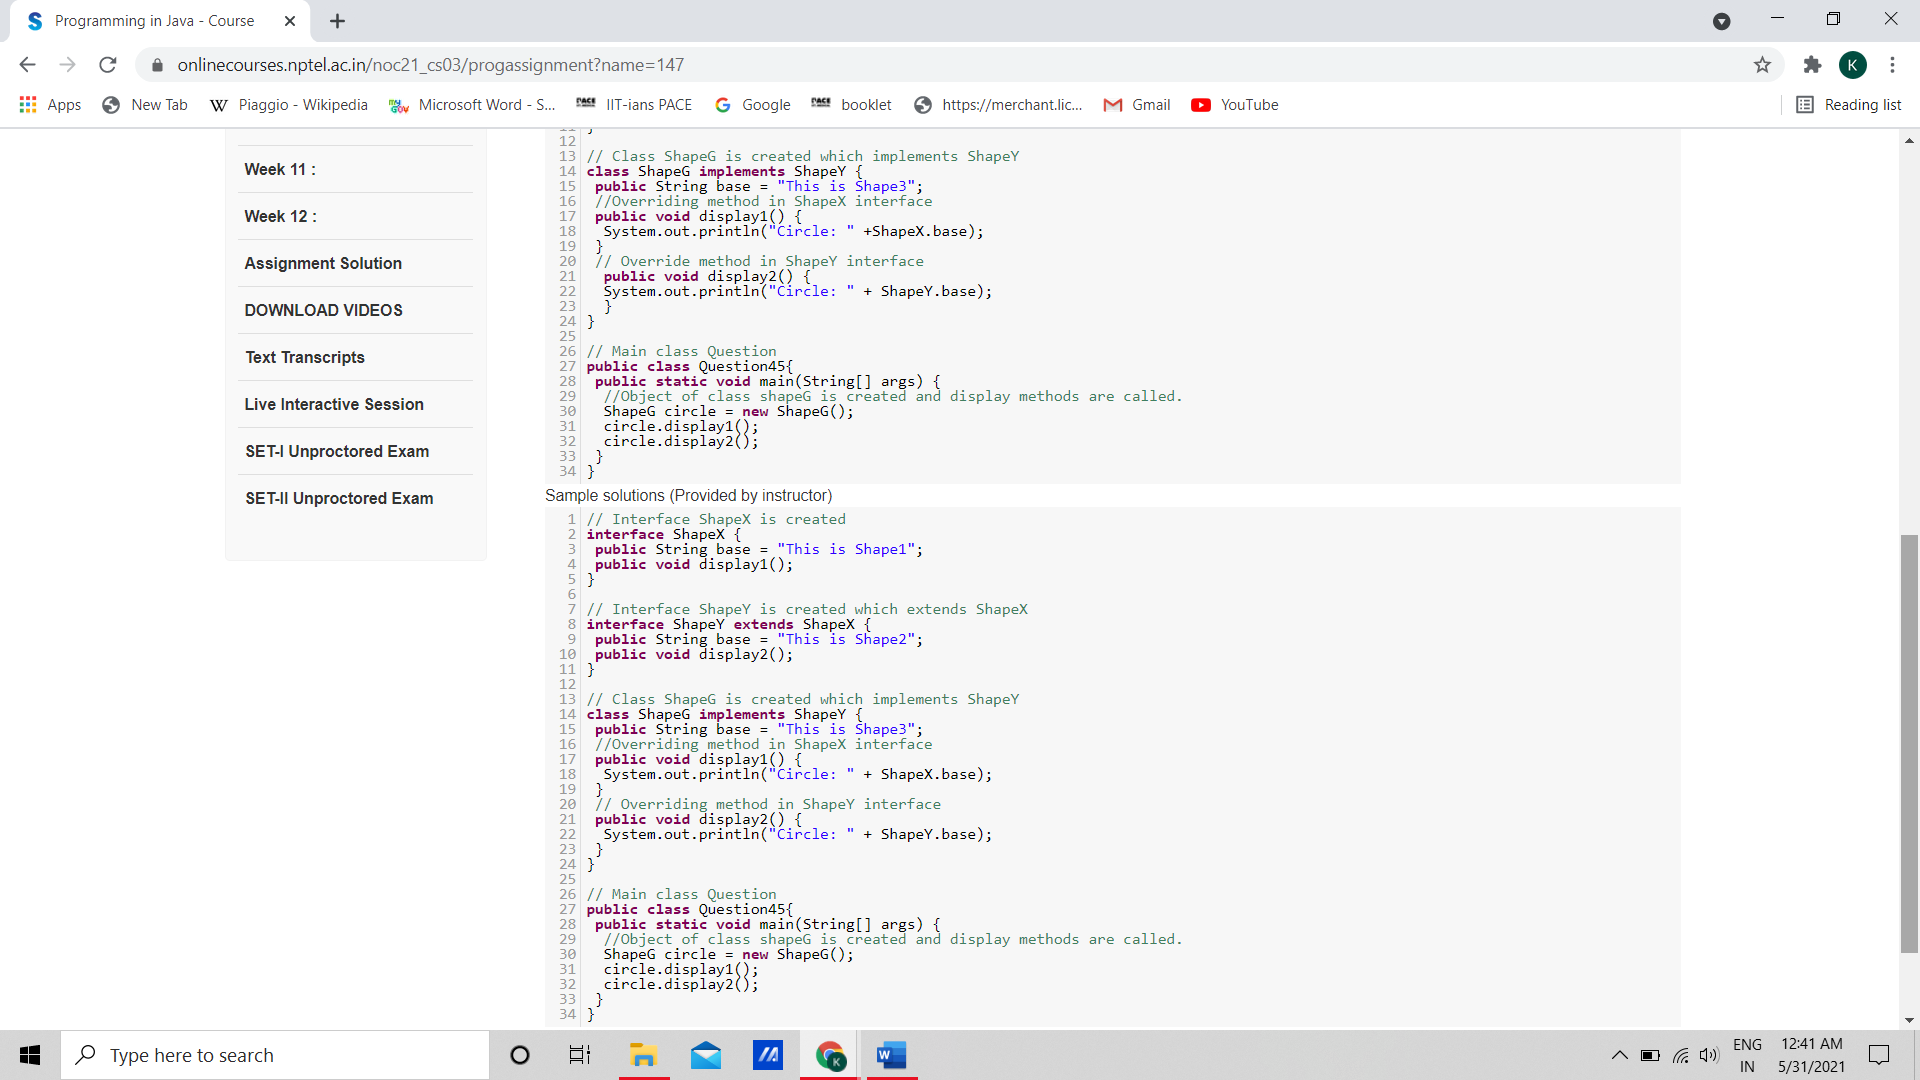 Programming in Java - Course
onlinecourses.nptel.ac.in/noc21_cs03/progassignment?name=147
K
Apps
New Tab
W Piaggio - Wikipedia
Microsoft Word - S...
PACE IIT-ians PACE
Google
PACE booklet
https://merchant.lic...
Gmail
YouTube
Reading list
Week 11 :
Week 12 :
Assignment Solution
DOWNLOAD VIDEOS
Text Transcripts
Live Interactive Session
SET-I Unproctored Exam
SET-II Unproctored Exam
11 }
12
13 // Class ShapeG is created which implements ShapeY
14 class ShapeG implements ShapeY {
15 public String base = "This is Shape3";
16 //Overriding method in ShapeX interface
17 public void display1() {
18 System.out.println("Circle: " +ShapeX.base);
19 }
20 // Override method in ShapeY interface
21 public void display2() {
22 System.out.println("Circle: " + ShapeY.base);
23 }
24 }
25
26 // Main class Question
27 public class Question45{
28 public static void main(String[] args) {
29 //Object of class shapeG is created and display methods are called.
30 ShapeG circle = new ShapeG();
31 circle.display1();
32 circle.display2();
33 }
34 }
Sample solutions (Provided by instructor)
1 // Interface ShapeX is created
2 interface ShapeX {
3 public String base = "This is Shape1";
4 public void display1();
5 }
6
7 // Interface ShapeY is created which extends ShapeX
8 interface ShapeY extends ShapeX {
9 public String base = "This is Shape2";
10 public void display2();
11 }
12
13 // Class ShapeG is created which implements ShapeY
14 class ShapeG implements ShapeY {
15 public String base = "This is Shape3";
16 //Overriding method in ShapeX interface
17 public void display1() {
18 System.out.println("Circle: " + ShapeX.base);
19 }
20 // Overriding method in ShapeY interface
21 public void display2() {
22 System.out.println("Circle: " + ShapeY.base);
23 }
24 }
25
26 // Main class Question
27 public class Question45{
28 public static void main(String[] args) {
29 //Object of class shapeG is created and display methods are called.
30 ShapeG circle = new ShapeG();
31 circle.display1();
32 circle.display2();
33 }
34 }
Type here to search
ENG
IN
12:41 AM
5/31/2021